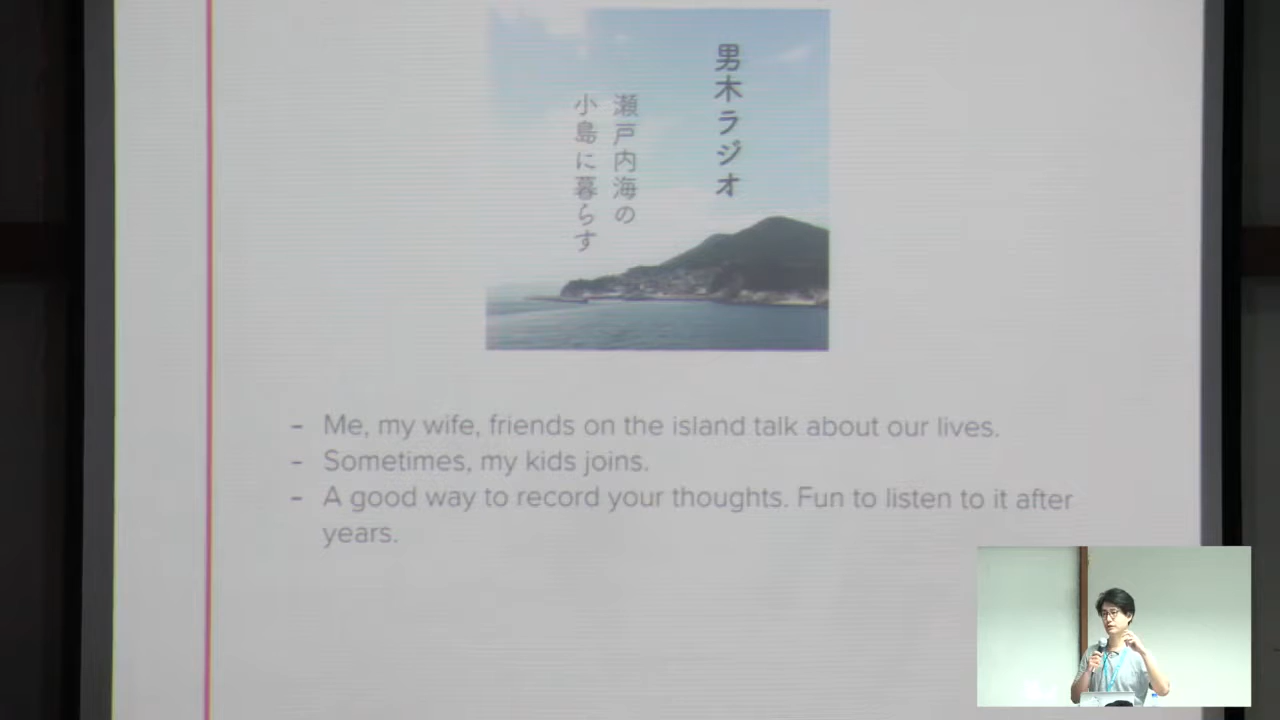 男木ラジオ
瀬戸内海の
小島に暮らす
- Me, my wife, friends on the island talk about our lives.
- Sometimes, my kids joins.
- A good way to record your thoughts. Fun to listen to it after
years.